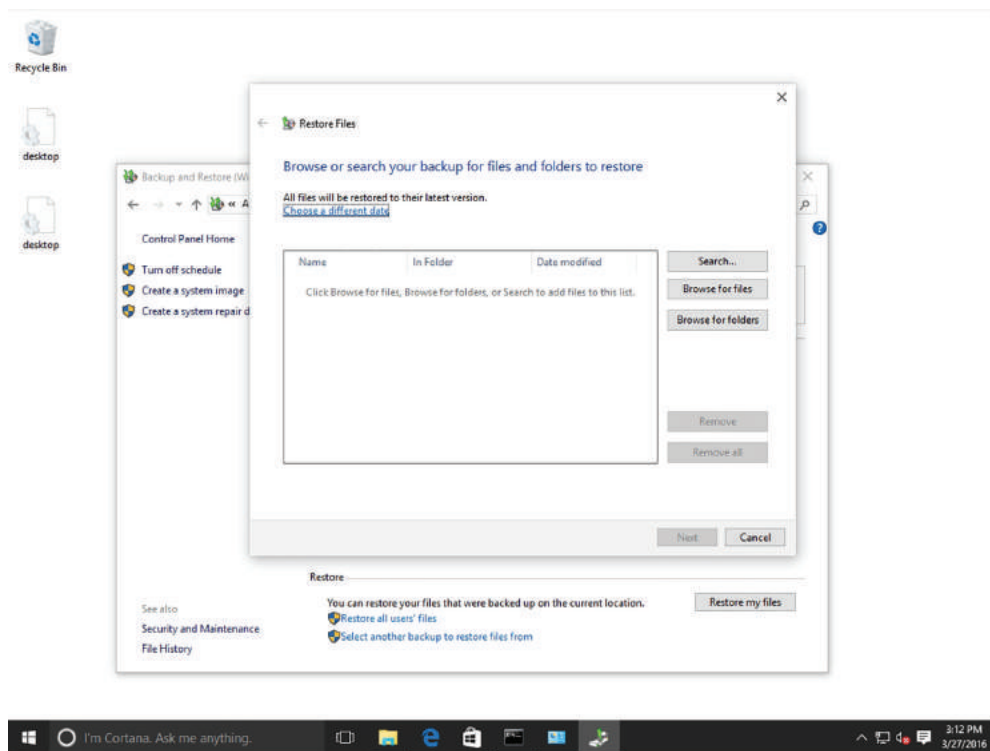 Recycle Bin
desktop
desktop
Restore Files
Browse or search your backup for files and folders to restore
All files will be restored to their latest version.
Choose a different date
Name In Folder Date modified
Click Browse for files, Browse for folders, or Search to add files to this list.
Search...
Browse for files
Browse for folders
Remove
Remove all
Next Cancel
Backup and Restore (Wi
« A
Control Panel Home
Turn off schedule
Create a system image
Create a system repair d
Restore
You can restore your files that were backed up on the current location.
Restore my files
Restore all users' files
Select another backup to restore files from
See also
Security and Maintenance
File History
I'm Cortana. Ask me anything.
3:12 PM
3/27/2016